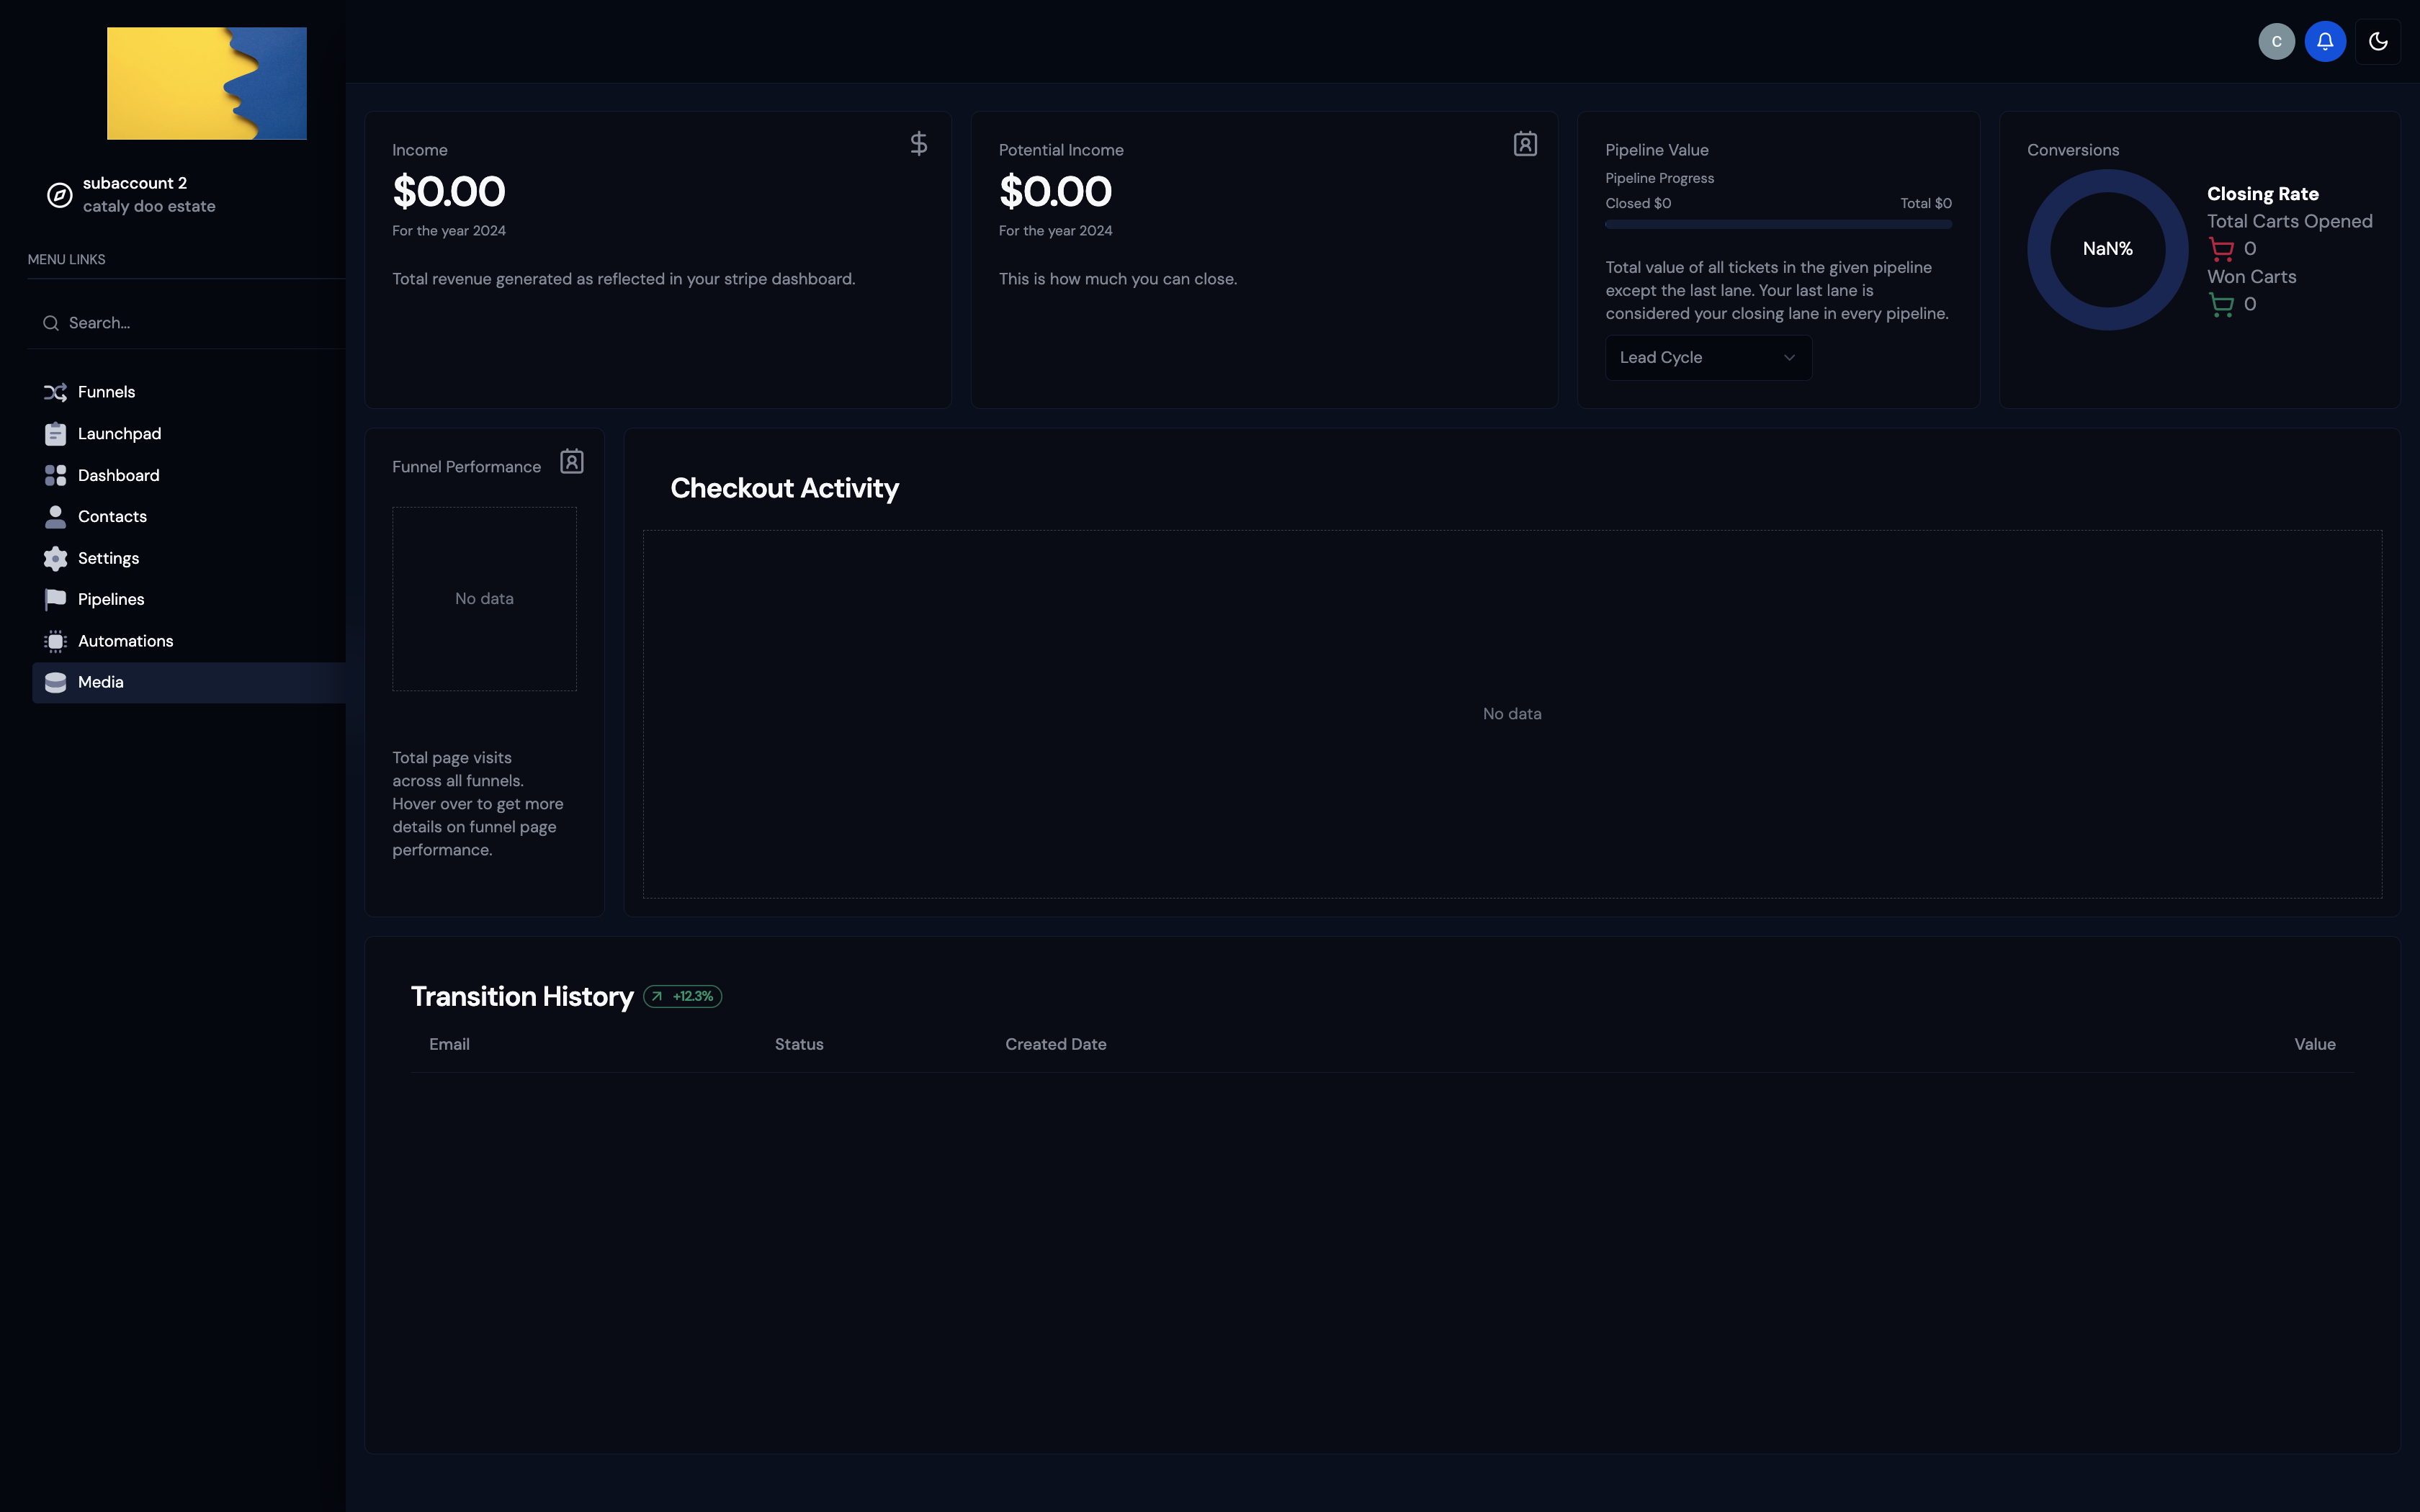 subaccount 2
cataly doo estate
MENU LINKS
Search...
Funnels
Launchpad
Dashboard
Contacts
Settings
Pipelines
Automations
Media
C
Income
$0.00
For the year 2024
Total revenue generated as reflected in your stripe dashboard.
Potential Income
$0.00
For the year 2024
This is how much you can close.
Pipeline Value
Pipeline Progress
Closed $0 Total $0
Total value of all tickets in the given pipeline
except the last lane. Your last lane is
considered your closing lane in every pipeline.
Lead Cycle
Conversions
NaN%
Closing Rate
Total Carts Opened
0
Won Carts
0
Funnel Performance
No data
Total page visits
across all funnels.
Hover over to get more
details on funnel page
performance.
Checkout Activity
No data
Transition History +12.3%
Email Status Created Date Value